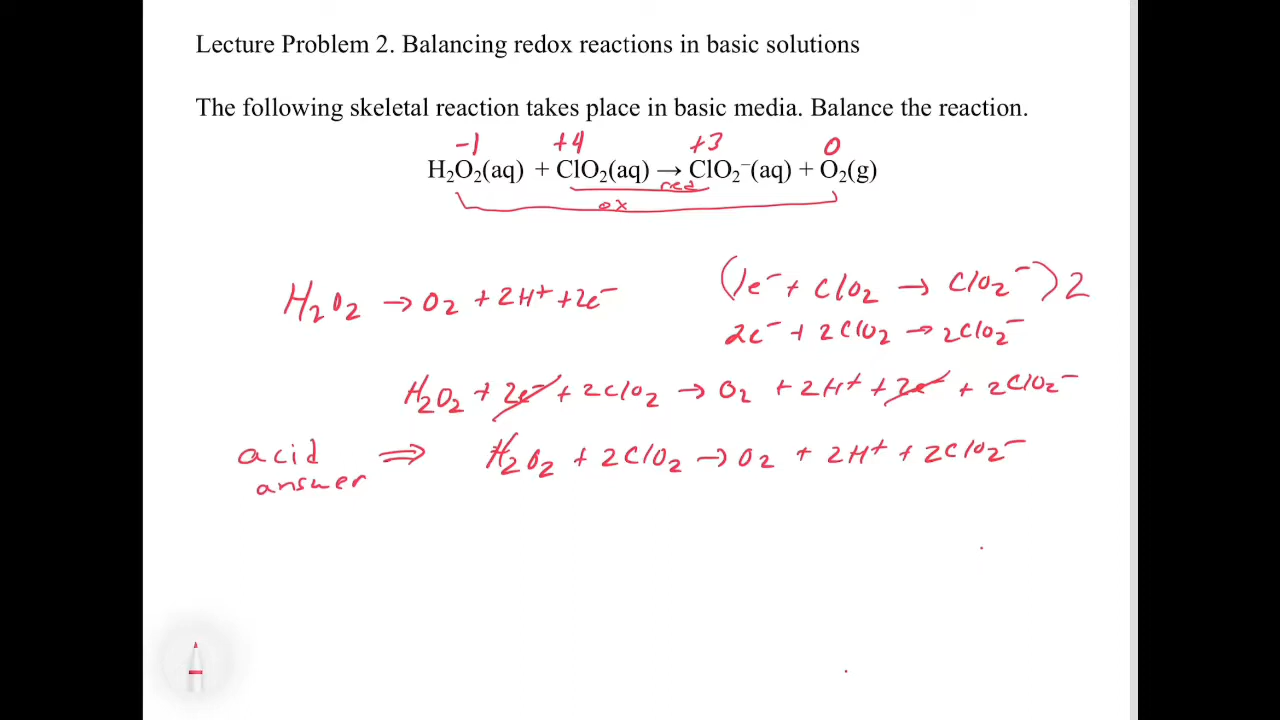 Lecture Problem 2. Balancing redox reactions in basic solutions
The following skeletal reaction takes place in basic media. Balance the reaction.
-1 +4 +3 0
H₂O₂(aq) + ClO₂(aq) → ClO₂⁻(aq) + O₂(g)
red
ox
H₂O₂ → O₂ + 2H⁺ + 2e⁻ (1e⁻ + ClO₂ → ClO₂⁻) 2
2e⁻ + 2ClO₂ → 2ClO₂⁻
H₂O₂ + 2e⁻ + 2ClO₂ → O₂ + 2H⁺ + 2e⁻ + 2ClO₂⁻
acid ⇒ H₂O₂ + 2ClO₂ → O₂ + 2H⁺ + 2ClO₂⁻
answer